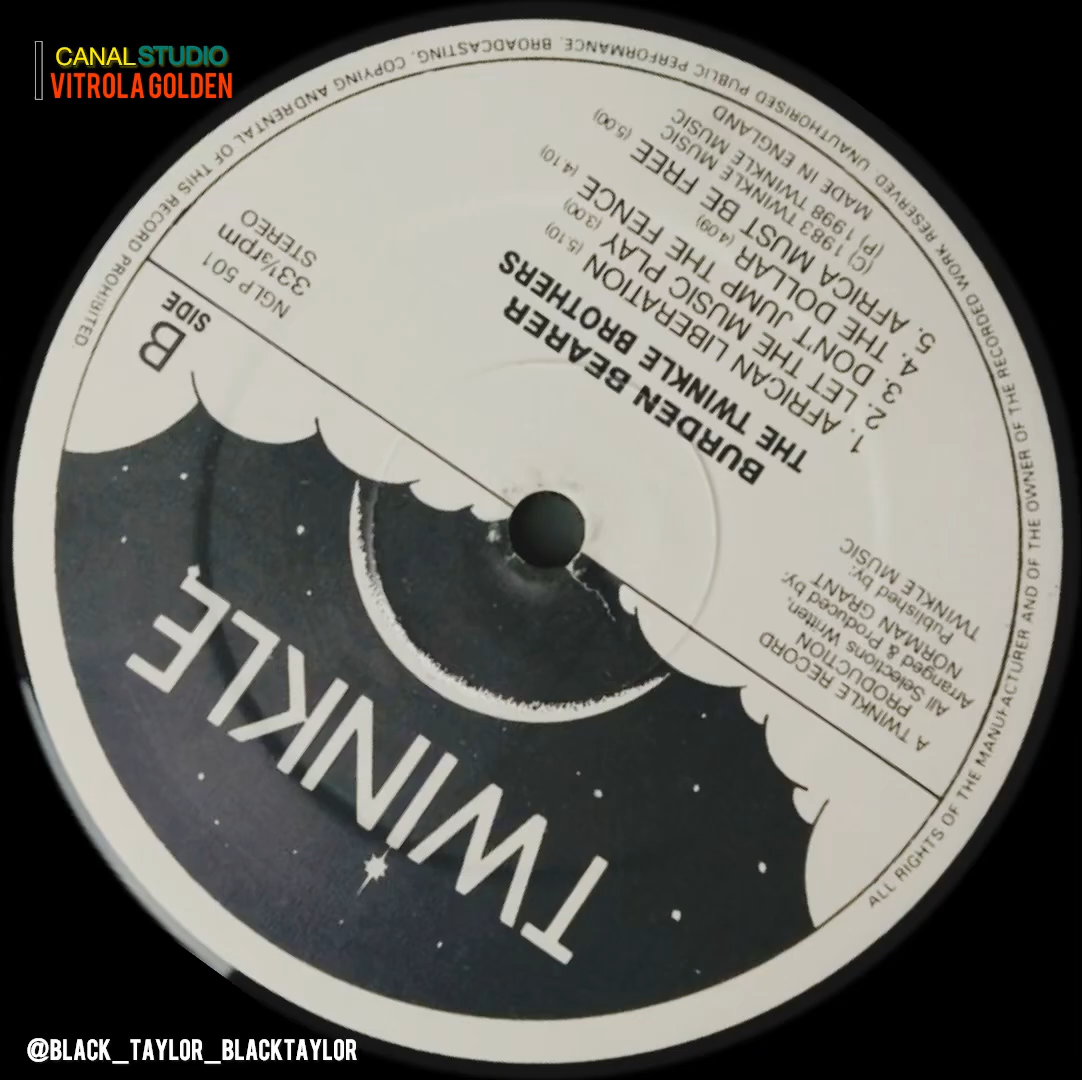 CANAL STUDIO
VITROLA GOLDEN
TWINKLE
A TWINKLE RECORD
PRODUCTION
All Selections Written,
Arranged & Produced by:
NORMAN GRANT
Published by:
TWINKLE MUSIC
B
SIDE
NGLP 501
33⅓rpm
STEREO
BURDEN BEARER
THE TWINKLE BROTHERS
1. AFRICAN LIBERATION (5.10)
2. LET THE MUSIC PLAY (3.00)
3. DON'T JUMP THE FENCE (4.10)
4. THE DOLLAR (4.09)
5. AFRICA MUST BE FREE (5.00)
(C) 1983 TWINKLE MUSIC
(P) 1998 TWINKLE MUSIC
MADE IN ENGLAND
ALL RIGHTS OF THE MANUFACTURER AND OF THE OWNER OF THE RECORDED WORK RESERVED. UNAUTHORISED PUBLIC PERFORMANCE. BROADCASTING. COPYING AND RENTAL OF THIS RECORD PROHIBITED.
@BLACK_TAYLOR_BLACKTAYLOR